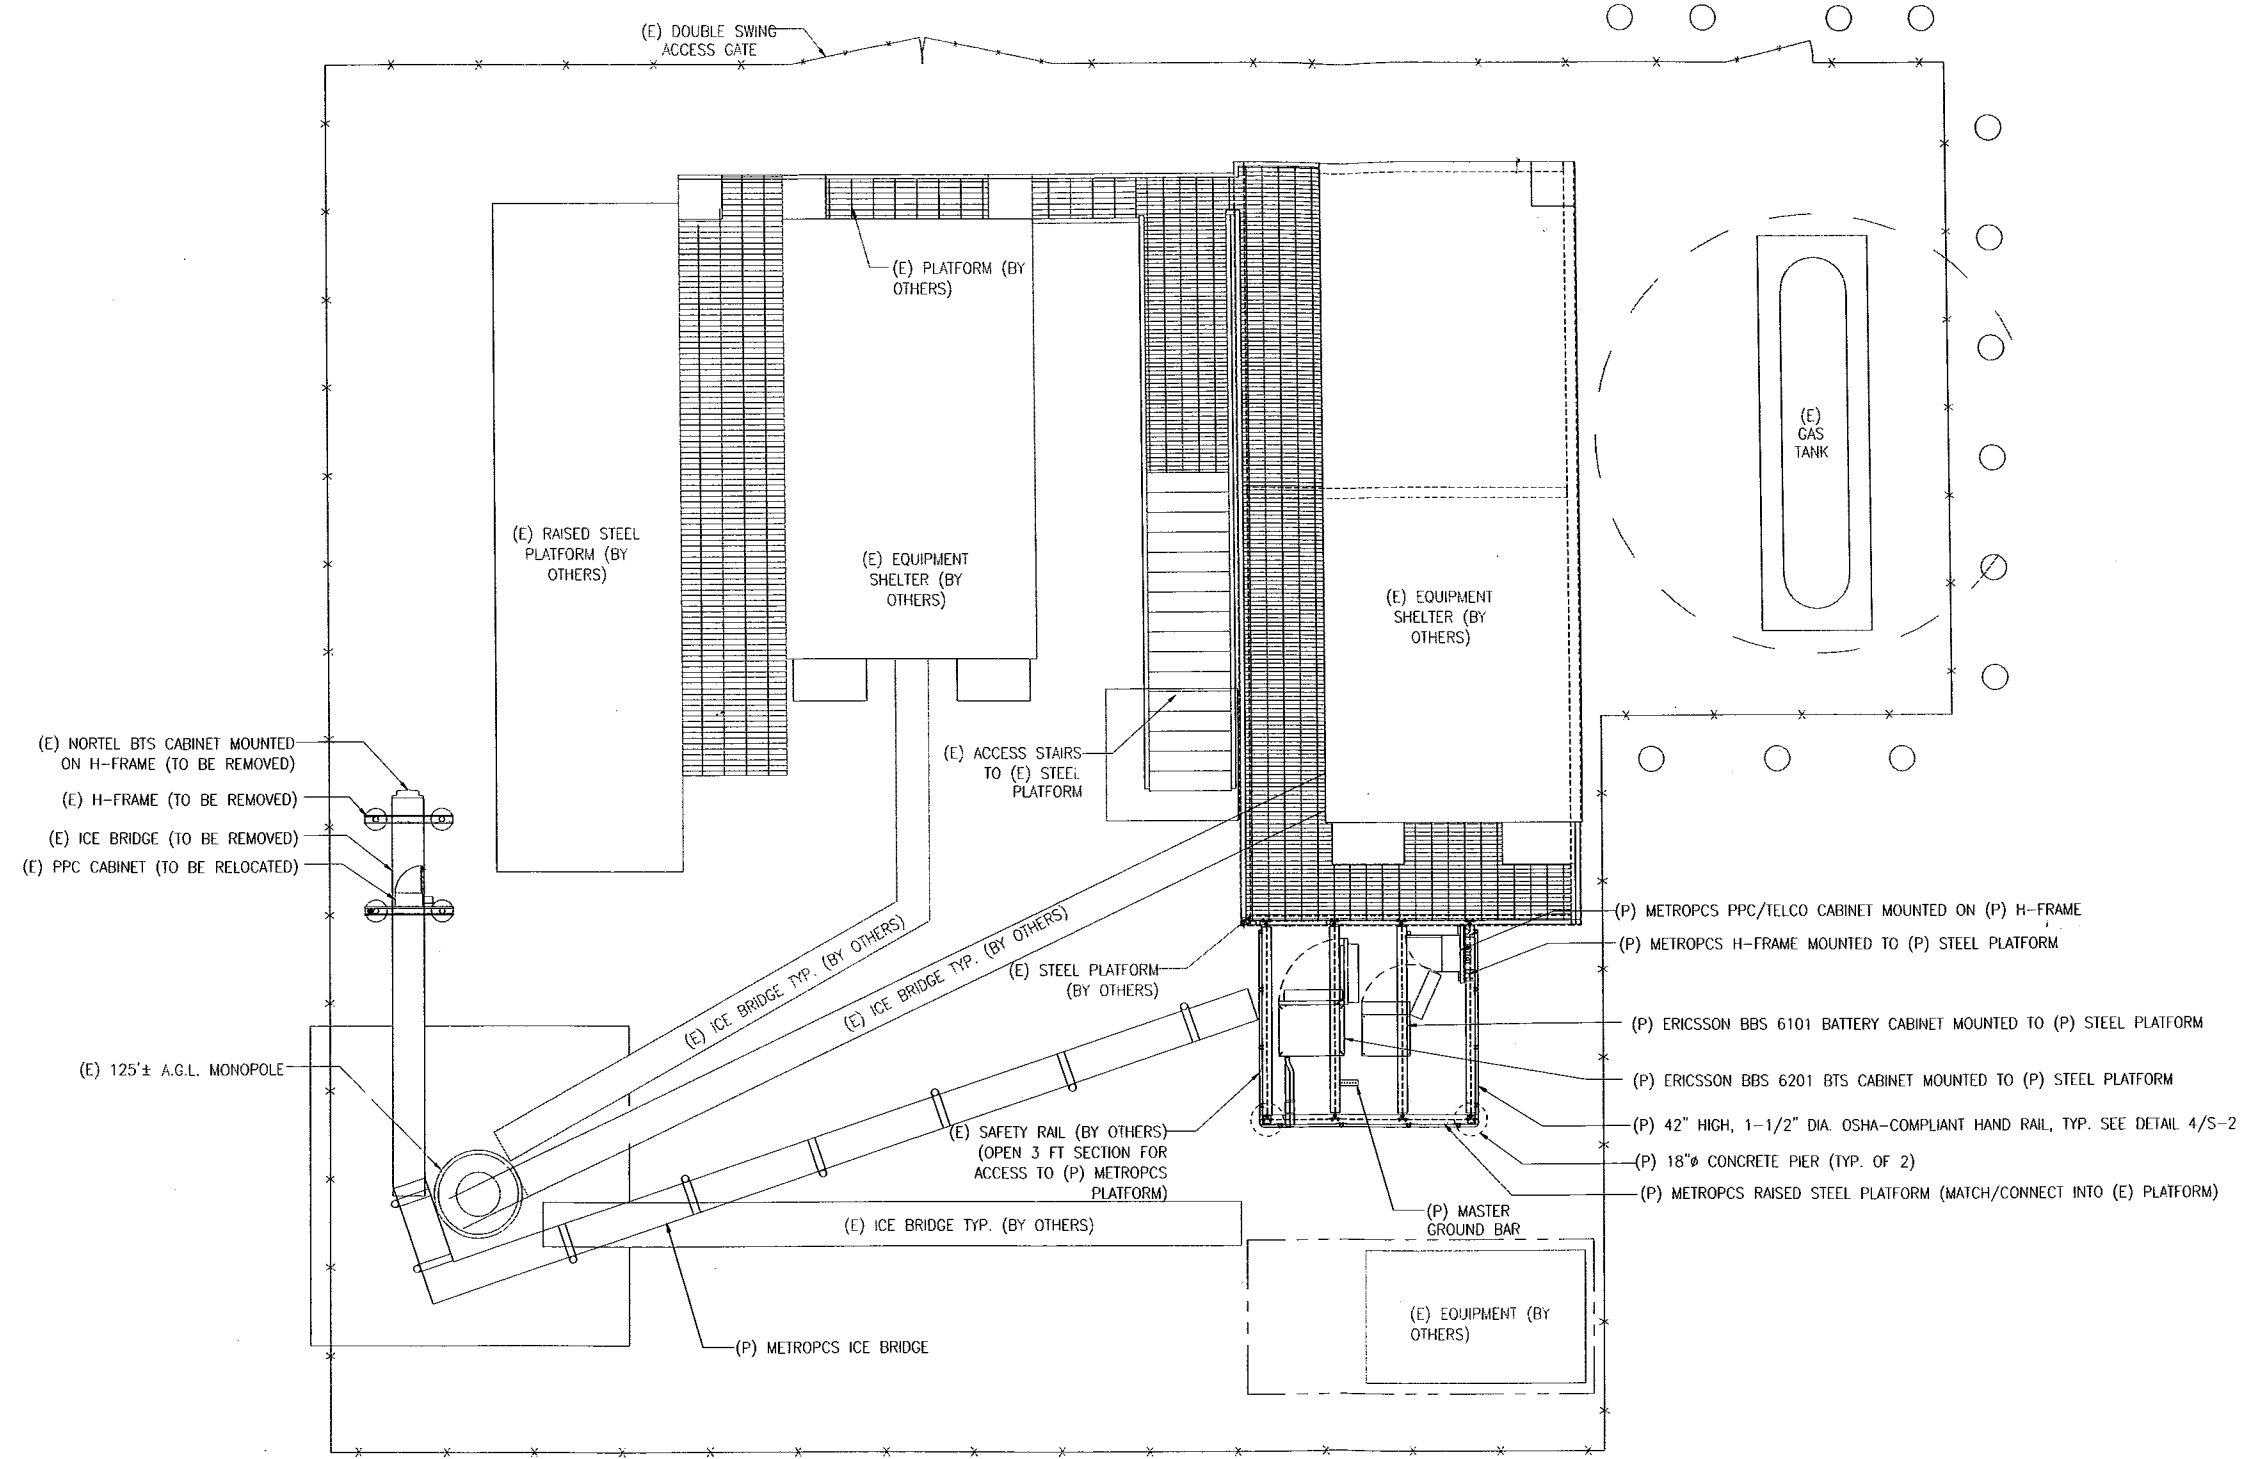 (E) DOUBLE SWING
ACCESS GATE
(E) PLATFORM (BY
OTHERS)
(E)
GAS
TANK
(E) RAISED STEEL
PLATFORM (BY
OTHERS)
(E) EQUIPMENT
SHELTER (BY
OTHERS)
(E) EQUIPMENT
SHELTER (BY
OTHERS)
(E) NORTEL BTS CABINET MOUNTED
ON H-FRAME (TO BE REMOVED)
(E) H-FRAME (TO BE REMOVED)
(E) ICE BRIDGE (TO BE REMOVED)
(E) PPC CABINET (TO BE RELOCATED)
(E) ACCESS STAIRS
TO (E) STEEL
PLATFORM
(E) ICE BRIDGE TYP. (BY OTHERS)
(E) ICE BRIDGE TYP. (BY OTHERS)
(E) STEEL PLATFORM
(BY OTHERS)
(P) METROPCS PPC/TELCO CABINET MOUNTED ON (P) H-FRAME
(P) METROPCS H-FRAME MOUNTED TO (P) STEEL PLATFORM
(P) ERICSSON BBS 6101 BATTERY CABINET MOUNTED TO (P) STEEL PLATFORM
(P) ERICSSON BBS 6201 BTS CABINET MOUNTED TO (P) STEEL PLATFORM
(P) 42" HIGH, 1-1/2" DIA. OSHA-COMPLIANT HAND RAIL, TYP. SEE DETAIL 4/S-2
(P) 18"ø CONCRETE PIER (TYP. OF 2)
(P) METROPCS RAISED STEEL PLATFORM (MATCH/CONNECT INTO (E) PLATFORM)
(E) 125'± A.G.L. MONOPOLE
(E) SAFETY RAIL (BY OTHERS)
(OPEN 3 FT SECTION FOR
ACCESS TO (P) METROPCS
PLATFORM)
(P) MASTER
GROUND BAR
(E) ICE BRIDGE TYP. (BY OTHERS)
(E) EQUIPMENT (BY
OTHERS)
(P) METROPCS ICE BRIDGE